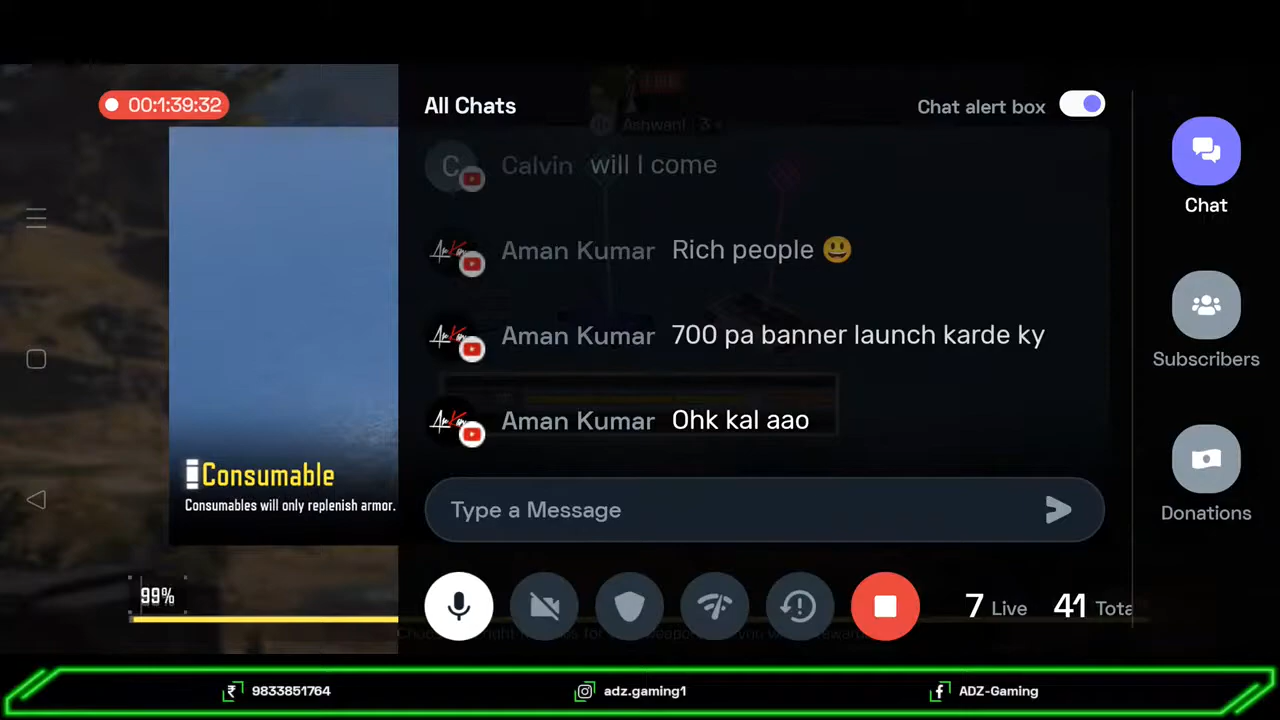 00:1:39:32
All Chats
Chat alert box
Ashwani | 3
C Calvin will I come
Chat
Aman Kumar Rich people 😃
Aman Kumar 700 pa banner launch karde ky
Subscribers
Aman Kumar Ohk kal aao
Consumable
Consumables will only replenish armor.
Type a Message
Donations
99%
7 Live 41 Tota
₹ 9833851764
adz.gaming1
ADZ-Gaming